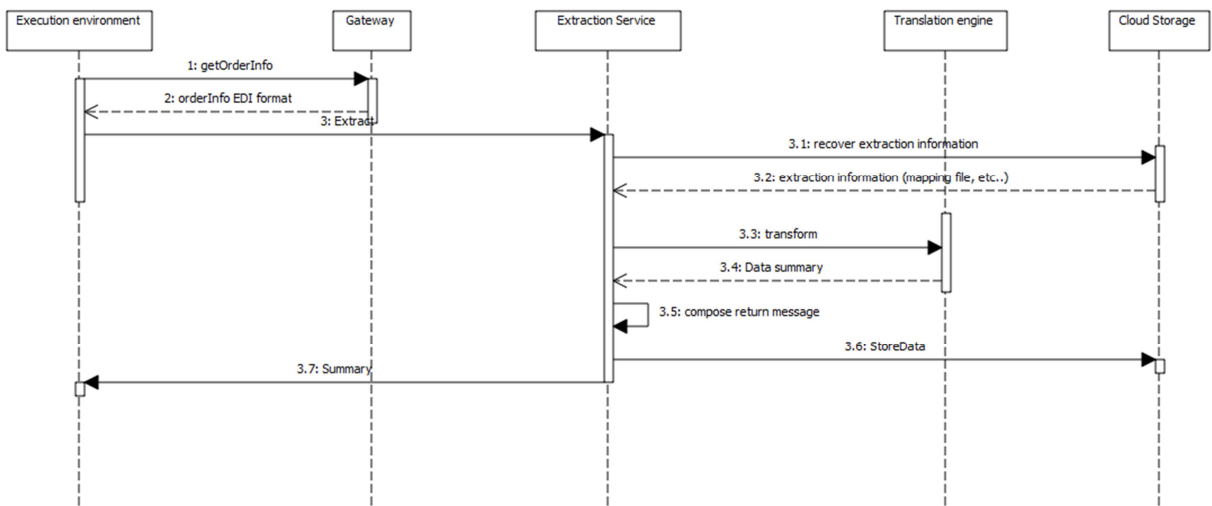 Execution environment
Gateway
Extraction Service
Translation engine
Cloud Storage
1: getOrderInfo
2: orderInfo EDI format
3: Extract
3.1: recover extraction information
3.2: extraction information (mapping file, etc..)
3.3: transform
3.4: Data summary
3.5: compose return message
3.6: StoreData
3.7: Summary